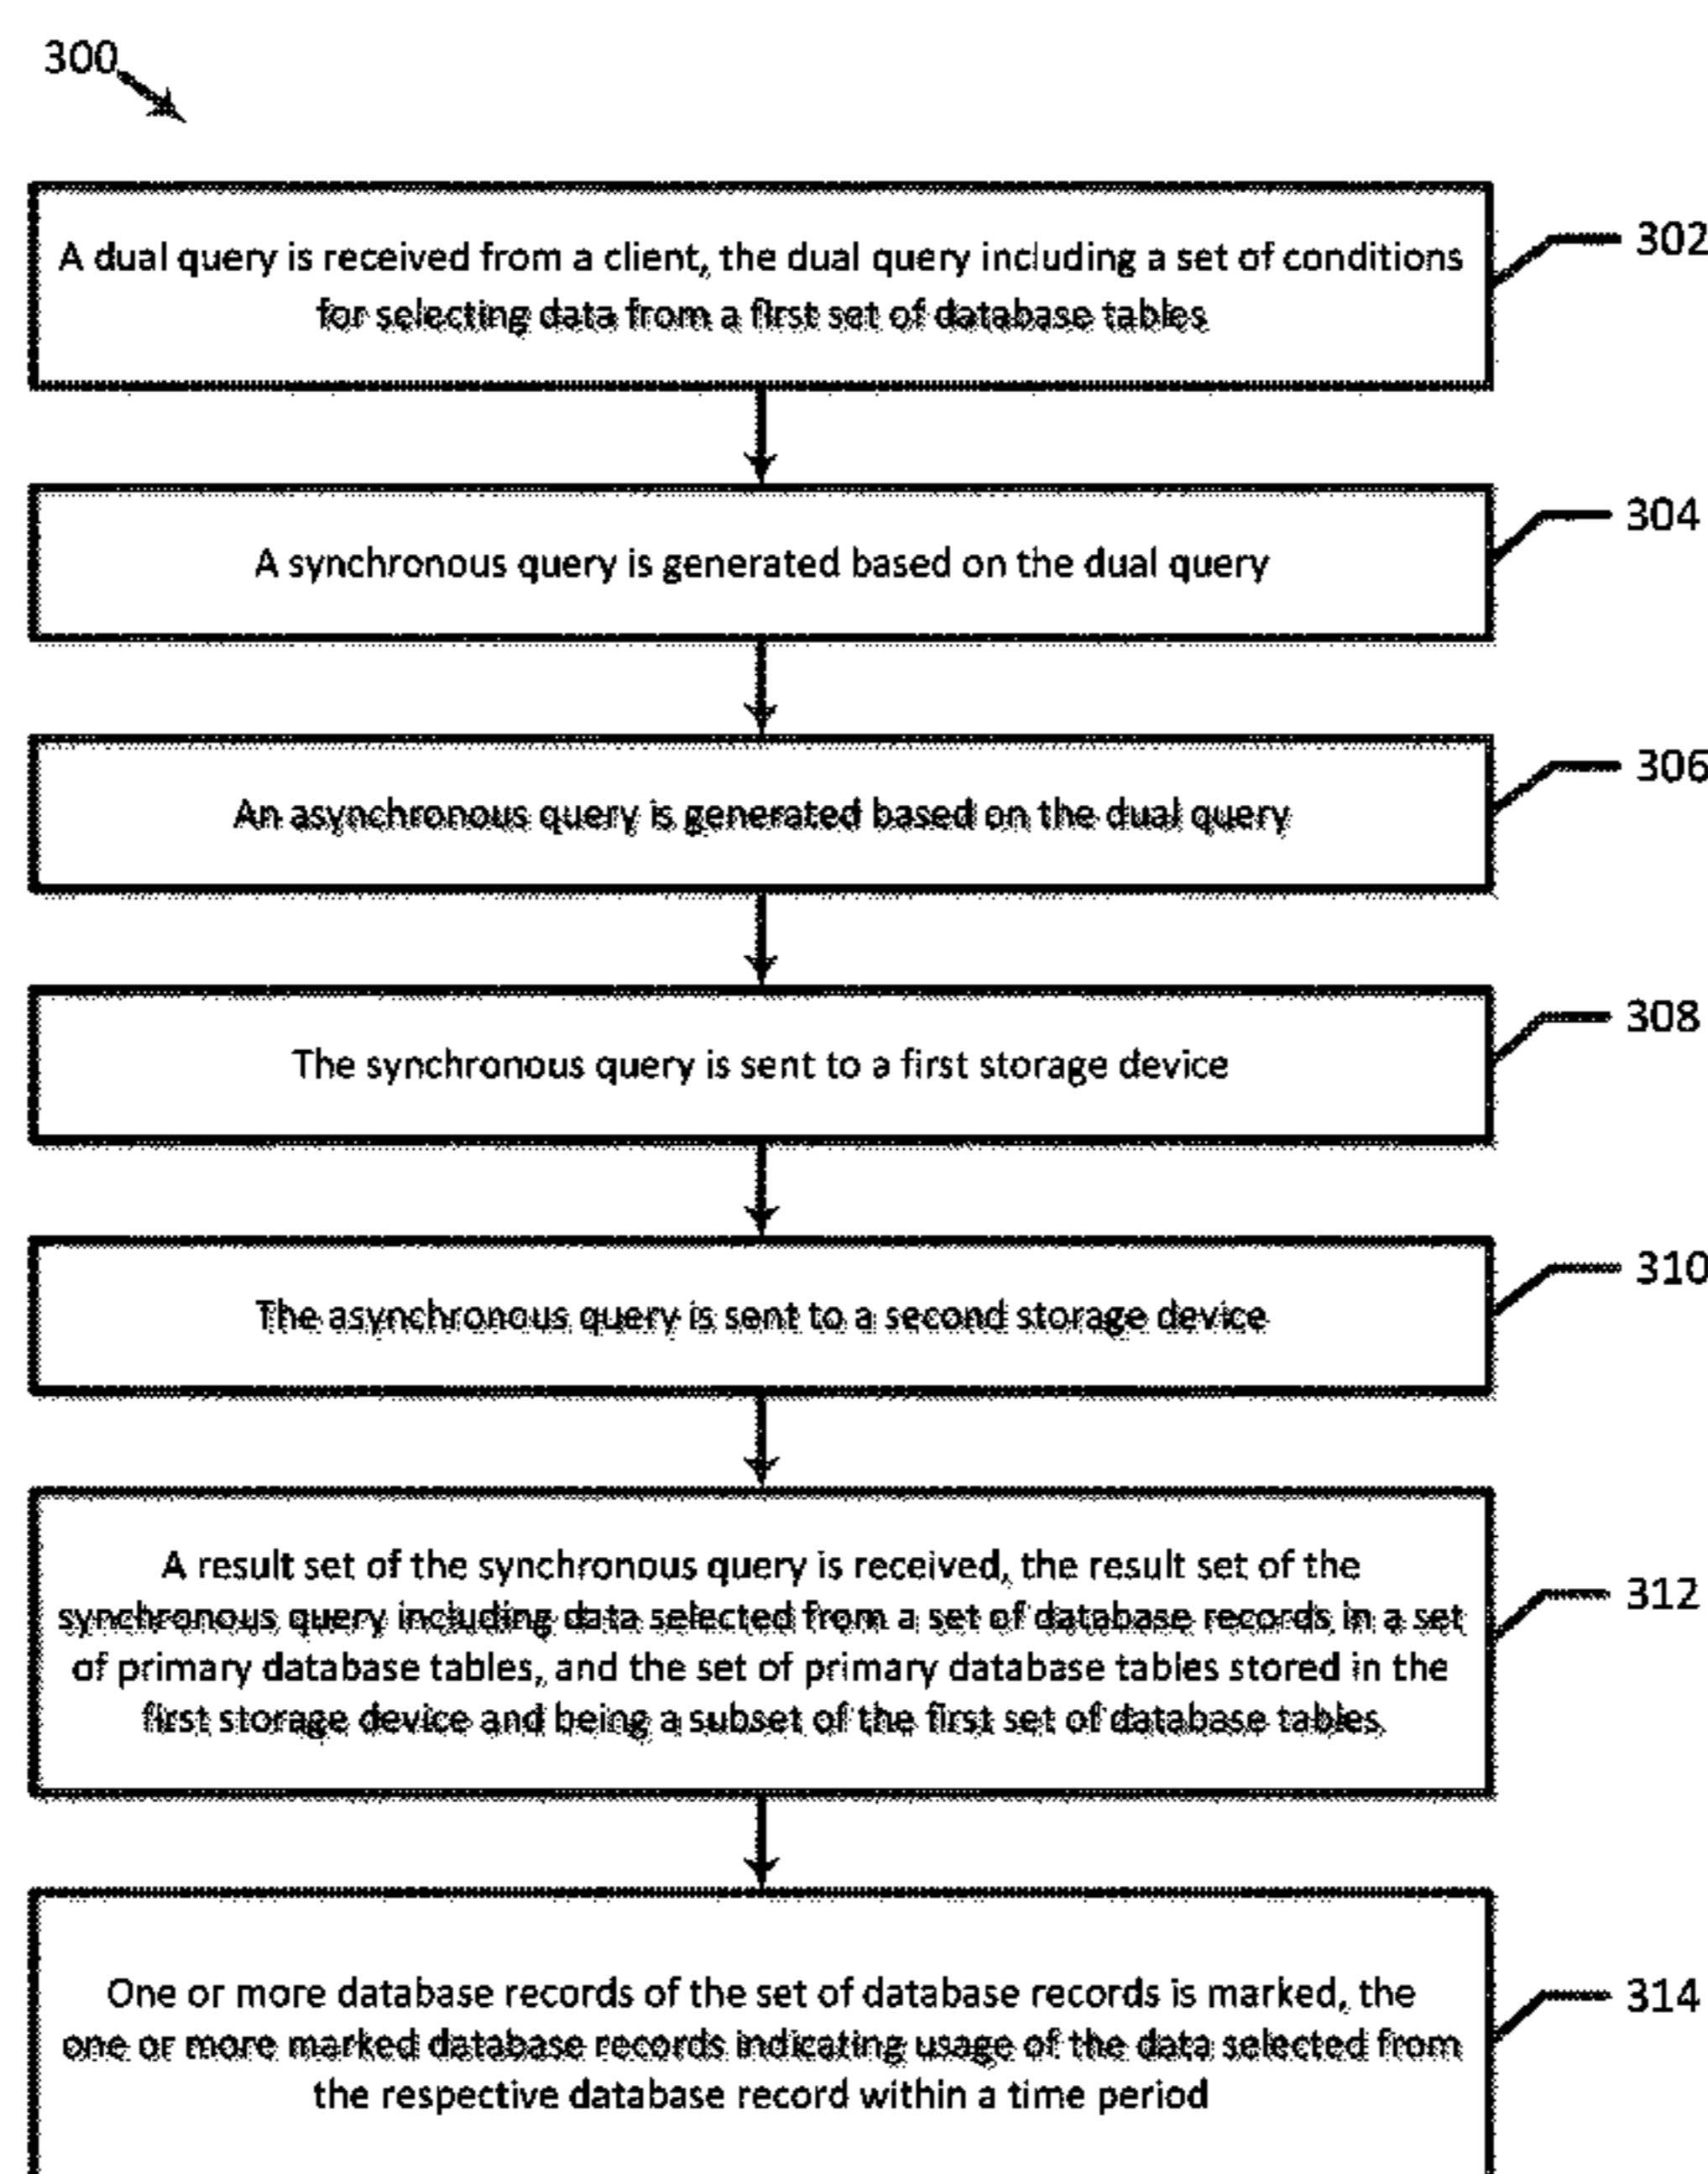 300
A dual query is received from a client, the dual query including a set of conditions
for selecting data from a first set of database tables
302
A synchronous query is generated based on the dual query
304
An asynchronous query is generated based on the dual query
306
The synchronous query is sent to a first storage device
308
The asynchronous query is sent to a second storage device
310
A result set of the synchronous query is received, the result set of the
synchronous query including data selected from a set of database records in a set
of primary database tables, and the set of primary database tables stored in the
first storage device and being a subset of the first set of database tables
312
One or more database records of the set of database records is marked, the
one or more marked database records indicating usage of the data selected from
the respective database record within a time period
314